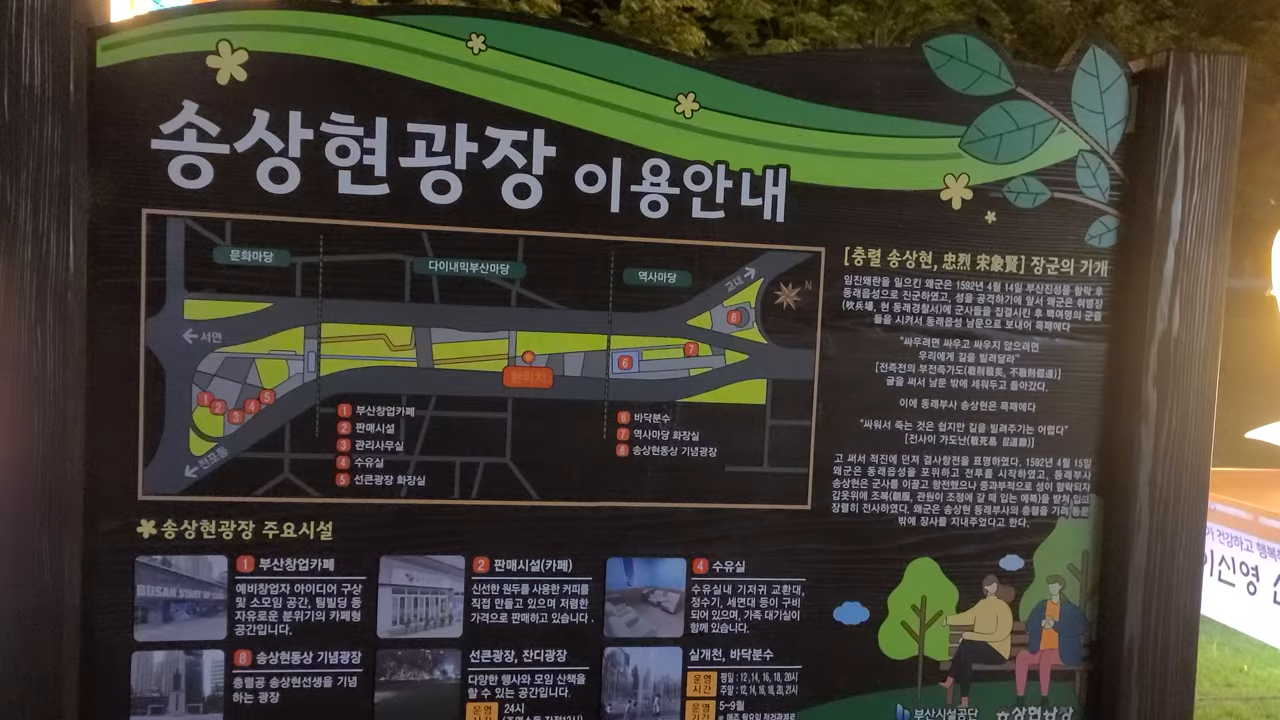 송상현광장 이용안내
문화마당
다이내믹부산마당
역사마당
교대
N
서면
전포동
현위치
1 2 3 4 5 6 7 8
1 부산창업카페
2 판매시설
3 관리사무실
4 수유실
5 선큰광장 화장실
6 바닥분수
7 역사마당 화장실
8 송상현동상 기념광장
[충렬 송상현, 忠烈 宋象賢] 장군의 기개
임진왜란을 일으킨 왜군은 1592년 4월 14일 부산진성을 함락 후
동래읍성으로 진군하였고, 성을 공격하기에 앞서 왜군은 취병장
(현 동래경찰서)에 군사들을 집결시킨 후 백여명의 군졸
들을 시켜서 동래읍성 남문으로 보내어 목패에다
"싸우려면 싸우고 싸우지 않으려면
우리에게 길을 빌려달라"
[전즉전의 부전즉가도(戰則戰矣, 不戰則假道)]
글을 써서 남문 밖에 세워두고 돌아갔다.
이에 동래부사 송상현은 목패에다
"싸워서 죽는 것은 쉽지만 길을 빌려주기는 어렵다"
[전사이 가도난]
고 써서 적진에 던져 결사항전을 표명하였다. 1592년 4월 15일
왜군은 동래읍성을 포위하고 전투를 시작하였고, 동래부사
송상현은 군사를 이끌고 항전했으나 중과부적으로 성이 함락되자
갑옷위에 조복(朝服, 관원이 조정에 갈 때 입는 예복)을 받쳐 입고
장렬히 전사하였다. 왜군은 송상현 동래부사의 충렬을 기려 동문
밖에 장사를 지내주었다고 한다.
송상현광장 주요시설
1 부산창업카페
예비창업자 아이디어 구상
및 소모임 공간, 팀빌딩 등
자유로운 분위기의 카페형
공간입니다.
2 판매시설(카페)
신선한 원두를 사용한 커피를
직접 만들고 있으며 저렴한
가격으로 판매하고 있습니다.
4 수유실
수유실내 기저귀 교환대,
정수기, 세면대 등이 구비
되어 있으며, 가족 대기실이
함께 있습니다.
8 송상현동상 기념광장
충렬공 송상현선생을 기념
하는 광장
선큰광장, 잔디광장
다양한 행사와 모임 산책을
할 수 있는 공간입니다.
운영 24시
실개천, 바닥분수
운영시간 평일 : 12, 14, 16, 18, 20시
주말 : 12, 14, 16, 18, 20, 21시
운영 5~9월
부산시설공단 송상현광장
건강하고 행복
이신영